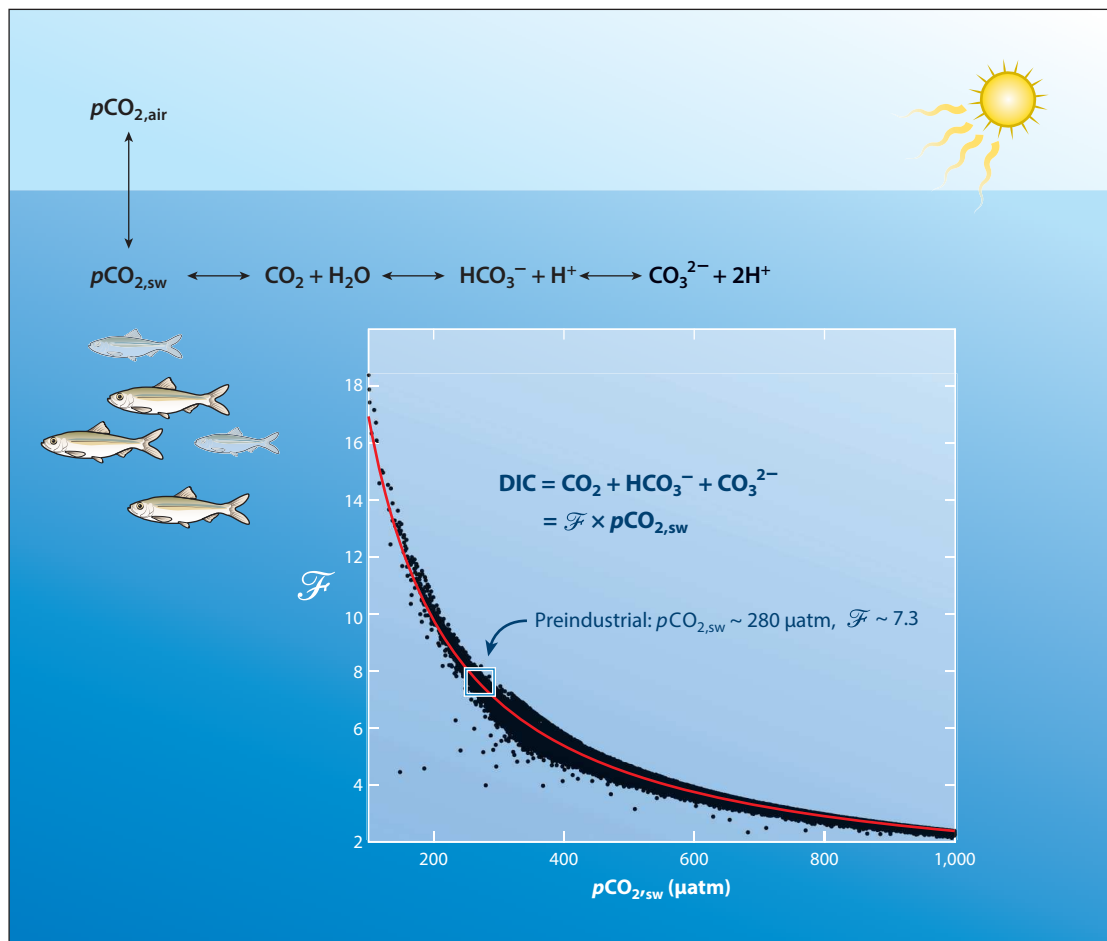 pCO₂,air
pCO₂,sw ⟷ CO₂ + H₂O ⟷ HCO₃⁻ + H⁺ ⟷ CO₃²⁻ + 2H⁺
DIC = CO₂ + HCO₃⁻ + CO₃²⁻
= ℱ × pCO₂,sw
Preindustrial: pCO₂,sw ~ 280 µatm, ℱ ~ 7.3
ℱ
18
16
14
12
10
8
6
4
2
200 400 600 800 1,000
pCO₂,sw (µatm)